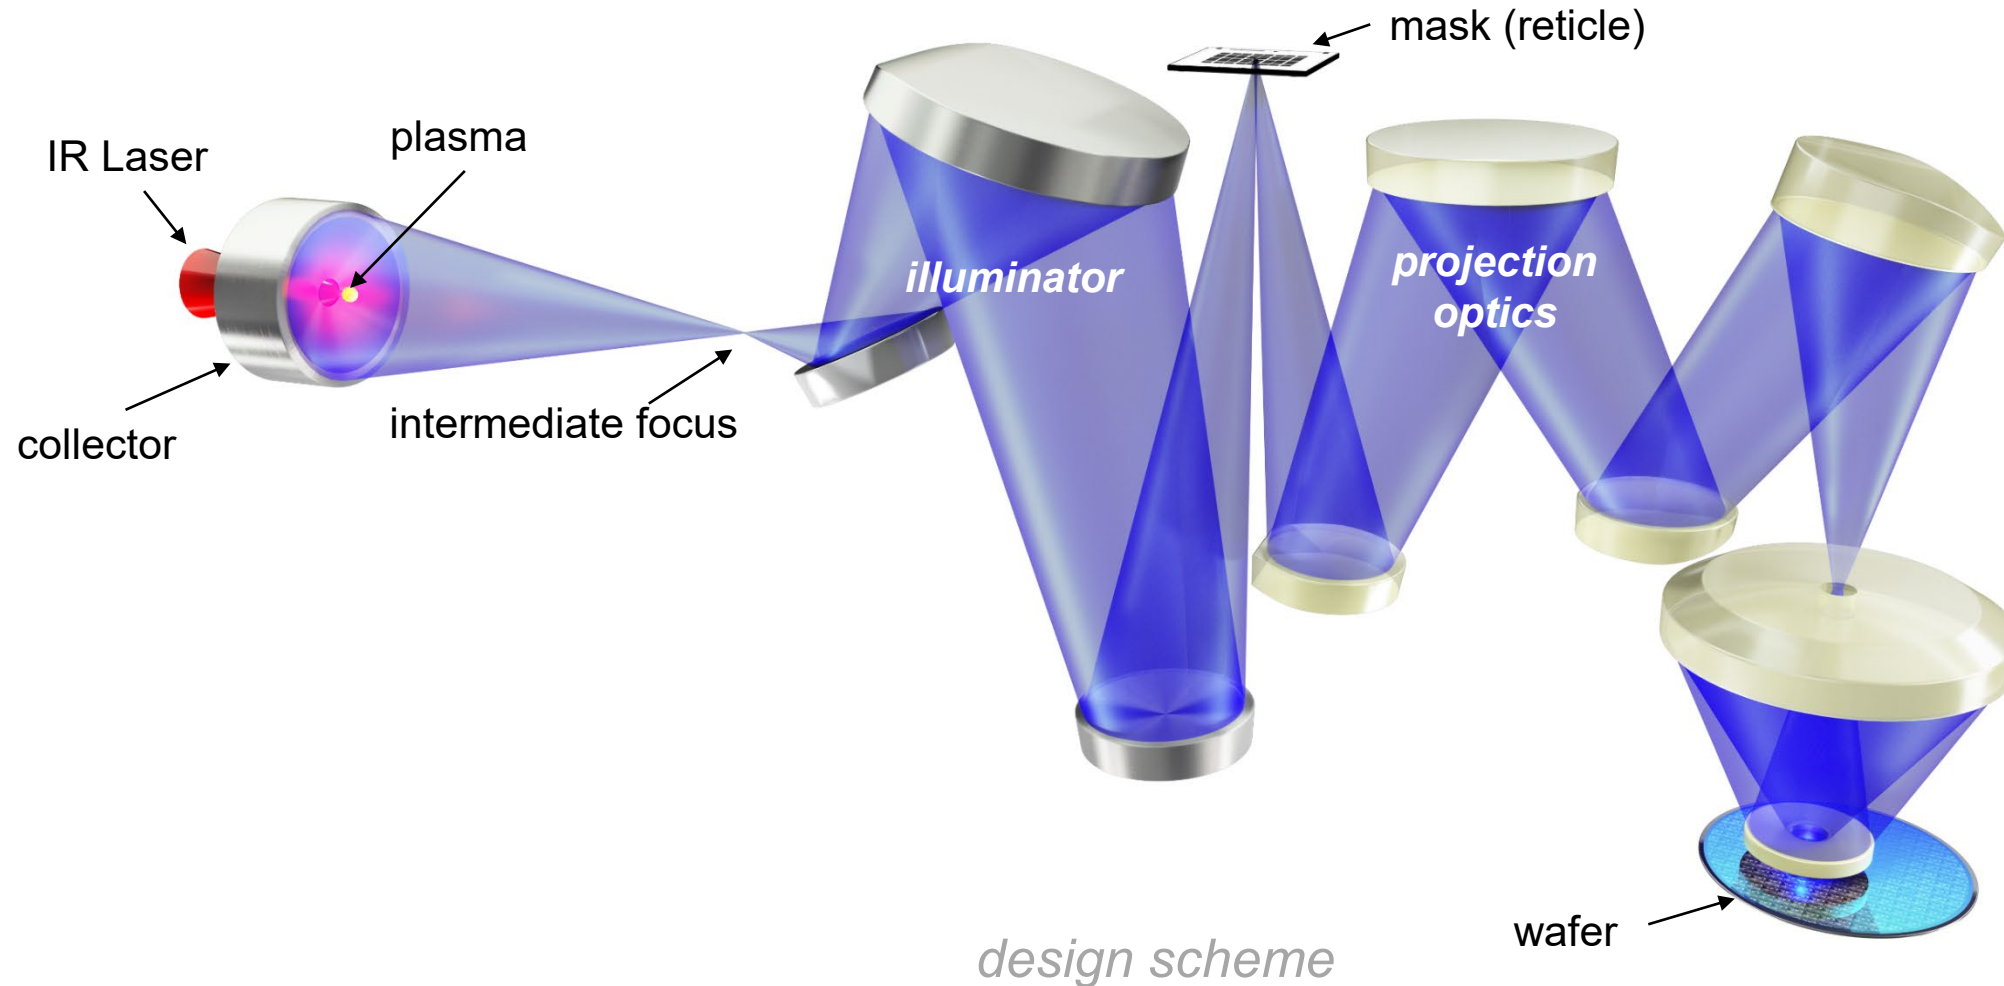 mask (reticle)
plasma
IR Laser
illuminator
projection
optics
intermediate focus
collector
wafer
design scheme